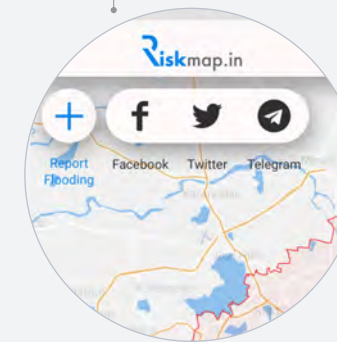 Riskmap.in
Report
Flooding
Facebook
Twitter
Telegram